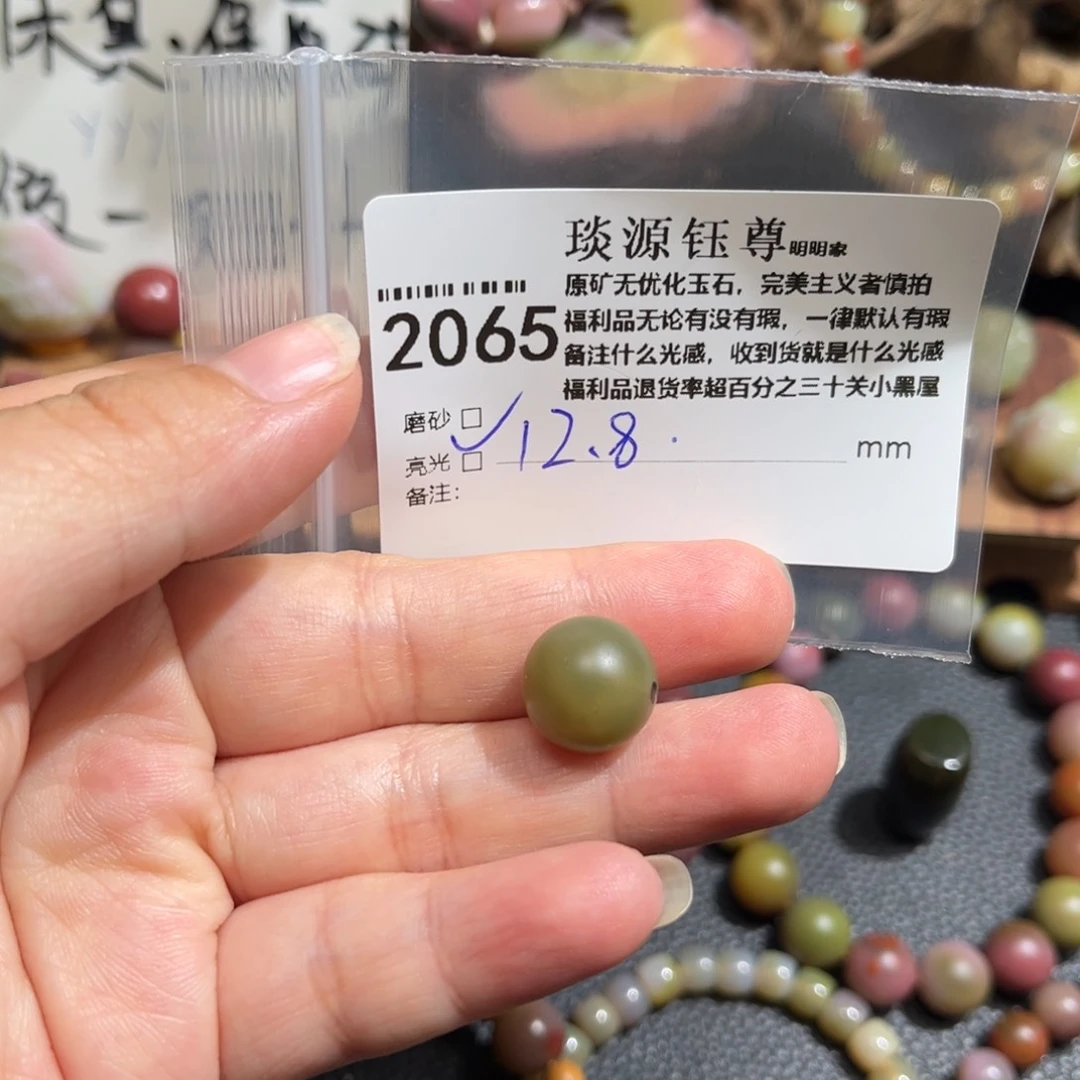 琰源钰尊明明家
原矿无优化玉石，完美主义者慎拍
2065
福利品无论有没有瑕，一律默认有瑕
备注什么光感，收到货就是什么光感
福利品退货率超百分之三十关小黑屋
磨砂 □ ✓
12.8
亮光 □ mm
备注：